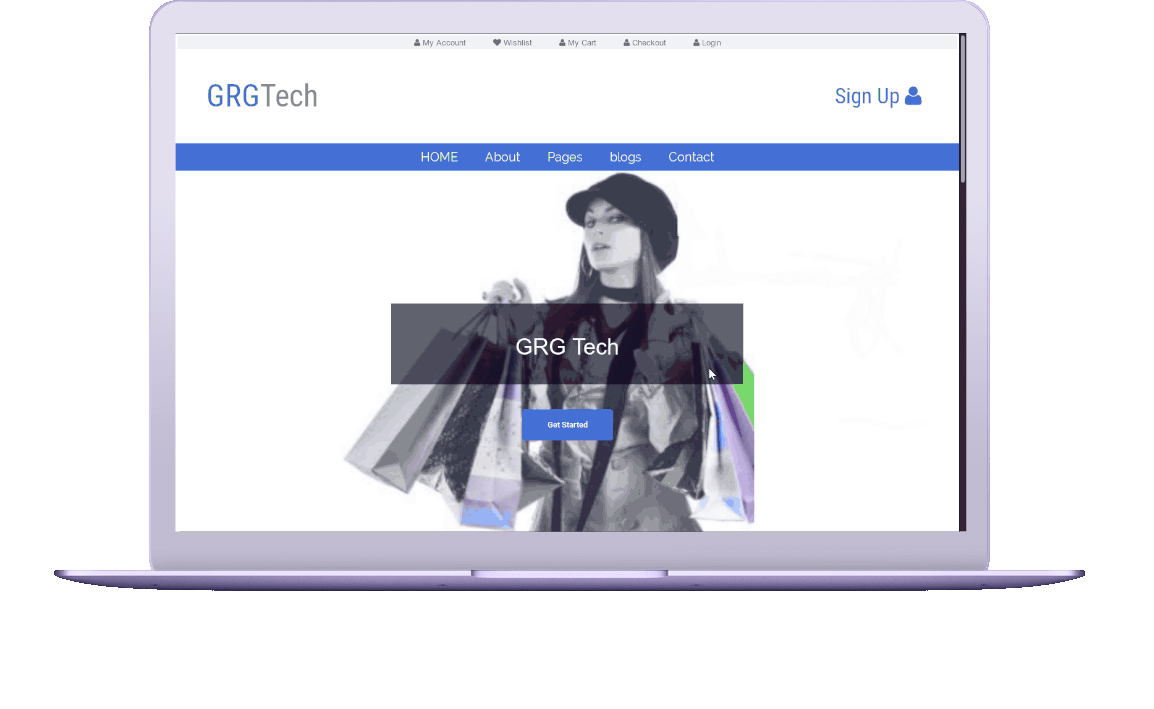 My Account Wishlist My Cart Checkout Login
GRGTech
Sign Up
HOME About Pages blogs Contact
GRG Tech
Get Started